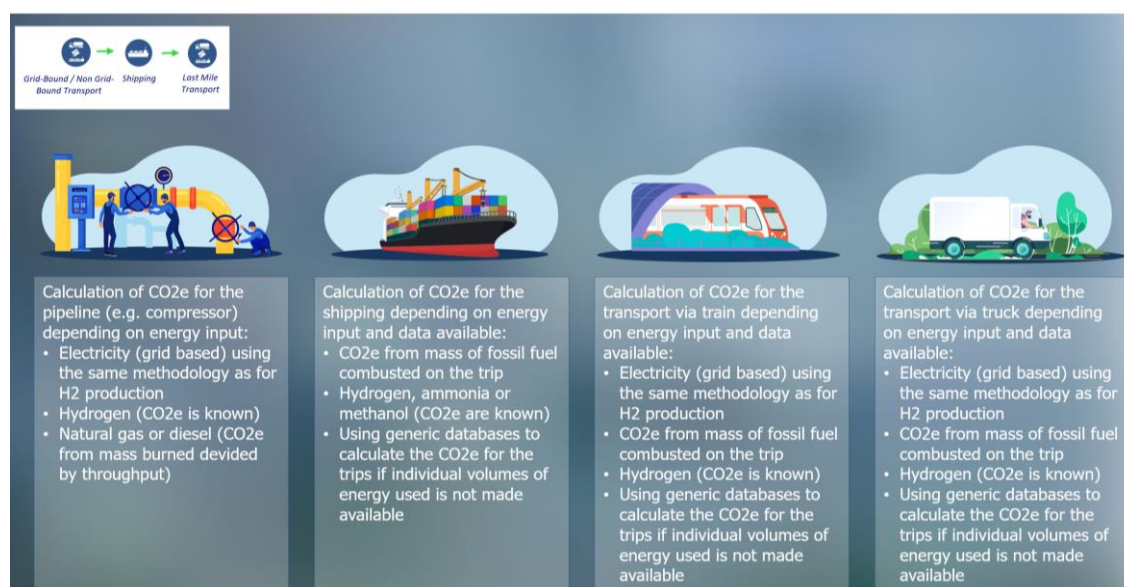 Grid-Bound / Non Grid-
Bound Transport
Shipping
Last Mile
Transport
Calculation of CO2e for the
pipeline (e.g. compressor)
depending on energy input:
• Electricity (grid based) using
the same methodology as for
H2 production
• Hydrogen (CO2e is known)
• Natural gas or diesel (CO2e
from mass burned devided
by throughput)
Calculation of CO2e for the
shipping depending on energy
input and data available:
• CO2e from mass of fossil fuel
combusted on the trip
• Hydrogen, ammonia or
methanol (CO2e are known)
• Using generic databases to
calculate the CO2e for the
trips if individual volumes of
energy used is not made
available
Calculation of CO2e for the
transport via train depending
on energy input and data
available:
• Electricity (grid based) using
the same methodology as for
H2 production
• CO2e from mass of fossil fuel
combusted on the trip
• Hydrogen (CO2e is known)
• Using generic databases to
calculate the CO2e for the
trips if individual volumes of
energy used is not made
available
Calculation of CO2e for the
transport via truck depending
on energy input and data
available:
• Electricity (grid based) using
the same methodology as for
H2 production
• CO2e from mass of fossil fuel
combusted on the trip
• Hydrogen (CO2e is known)
• Using generic databases to
calculate the CO2e for the
trips if individual volumes of
energy used is not made
available